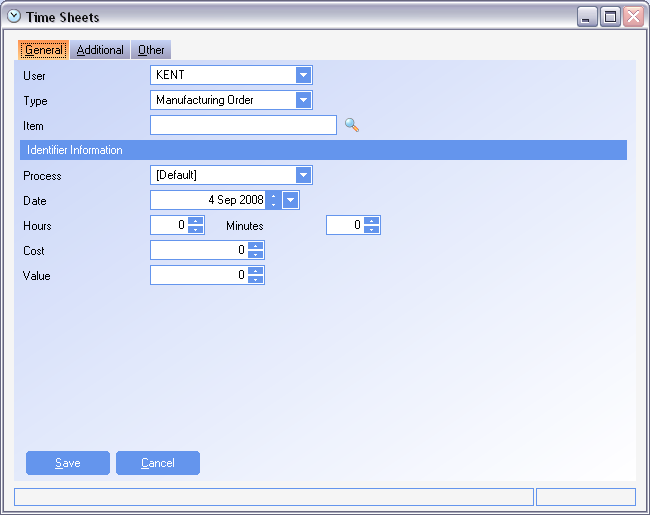 Time Sheets
General Additional Other
User KENT
Type Manufacturing Order
Item
Identifier Information
Process [Default]
Date 4 Sep 2008
Hours 0 Minutes 0
Cost 0
Value 0
Save Cancel